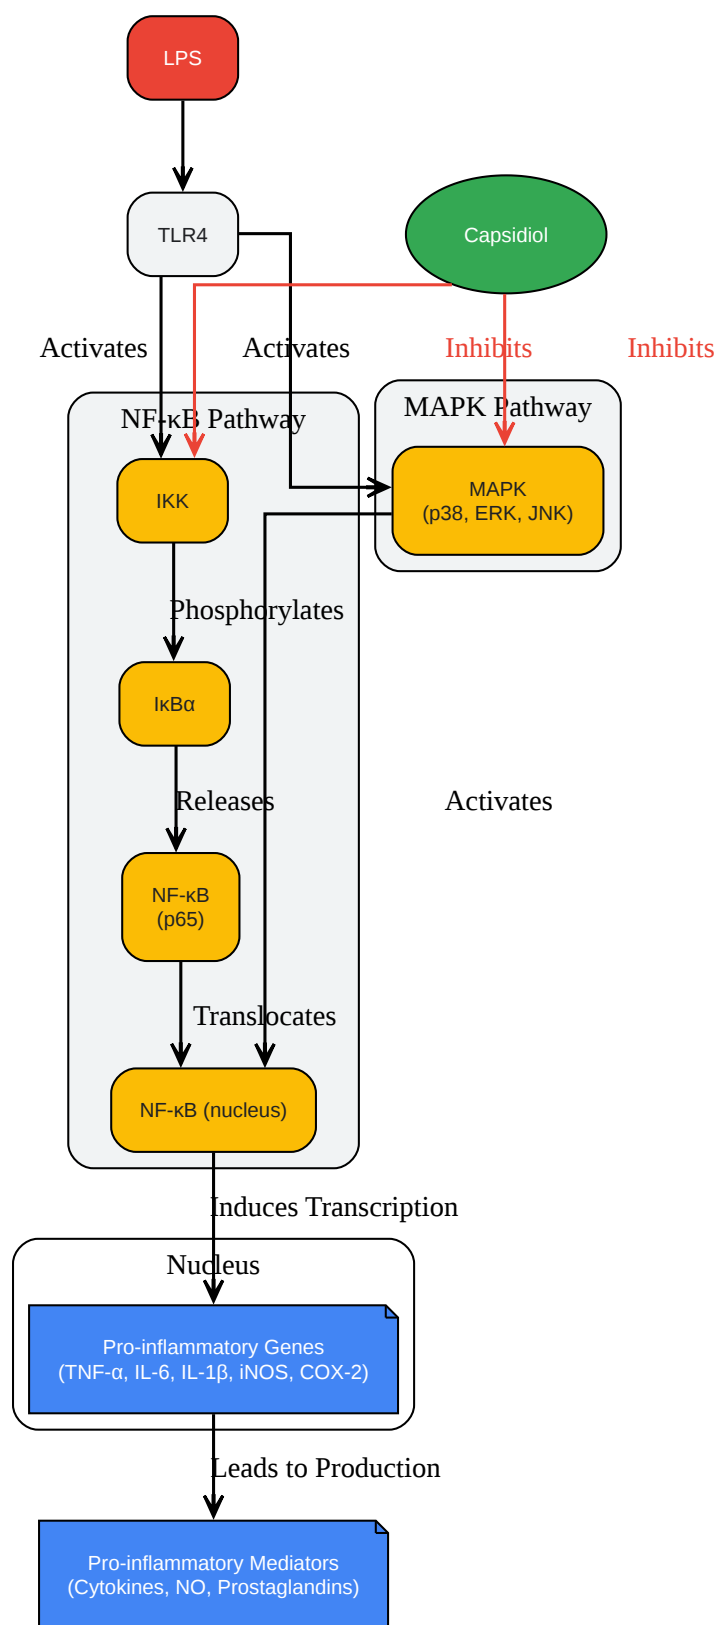 LPS
TLR4
Capsidiol
Activates
Activates
Inhibits
Inhibits
NF-κB Pathway
MAPK Pathway
IKK
MAPK
(p38, ERK, JNK)
Phosphorylates
IκBα
Releases
Activates
NF-κB
(p65)
Translocates
NF-κB (nucleus)
Induces Transcription
Nucleus
Pro-inflammatory Genes
(TNF-α, IL-6, IL-1β, iNOS, COX-2)
Leads to Production
Pro-inflammatory Mediators
(Cytokines, NO, Prostaglandins)